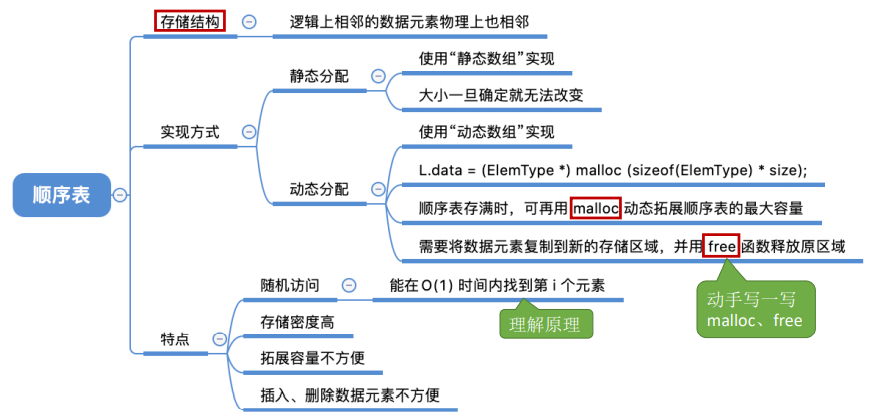 存储结构
逻辑上相邻的数据元素物理上也相邻
静态分配
使用“静态数组”实现
大小一旦确定就无法改变
实现方式
使用“动态数组”实现
L.data = (ElemType *) malloc (sizeof(ElemType) * size);
动态分配
顺序表存满时，可再用 malloc 动态拓展顺序表的最大容量
需要将数据元素复制到新的存储区域，并用 free 函数释放原区域
顺序表
随机访问
能在 O(1) 时间内找到第 i 个元素
理解原理
动手写一写
malloc、free
特点
存储密度高
拓展容量不方便
插入、删除数据元素不方便